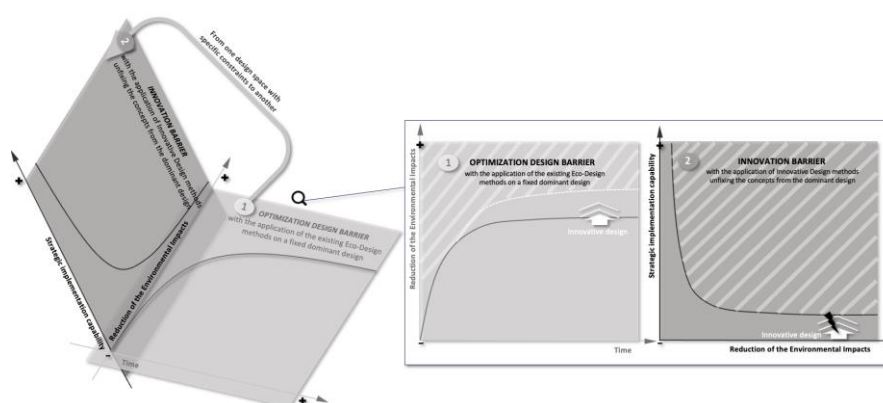 2
INNOVATION BARRIER
with the application of Innovative Design methods
unfixing the concepts from the dominant design
From one design space with
specific constraints to another
+
+
1
OPTIMIZATION DESIGN BARRIER
with the application of the existing Eco-Design
methods on a fixed dominant design
Strategic implementation capability
Reduction of the Environmental Impacts
-
Time
+
Reduction of the Environmental Impacts
+
1
OPTIMIZATION DESIGN BARRIER
with the application of the existing Eco-Design
methods on a fixed dominant design
Innovative design
-
Time
Strategic implementation capability
+
2
INNOVATION BARRIER
with the application of Innovative Design methods
unfixing the concepts from the dominant design
Innovative design
-
+
Reduction of the Environmental Impacts